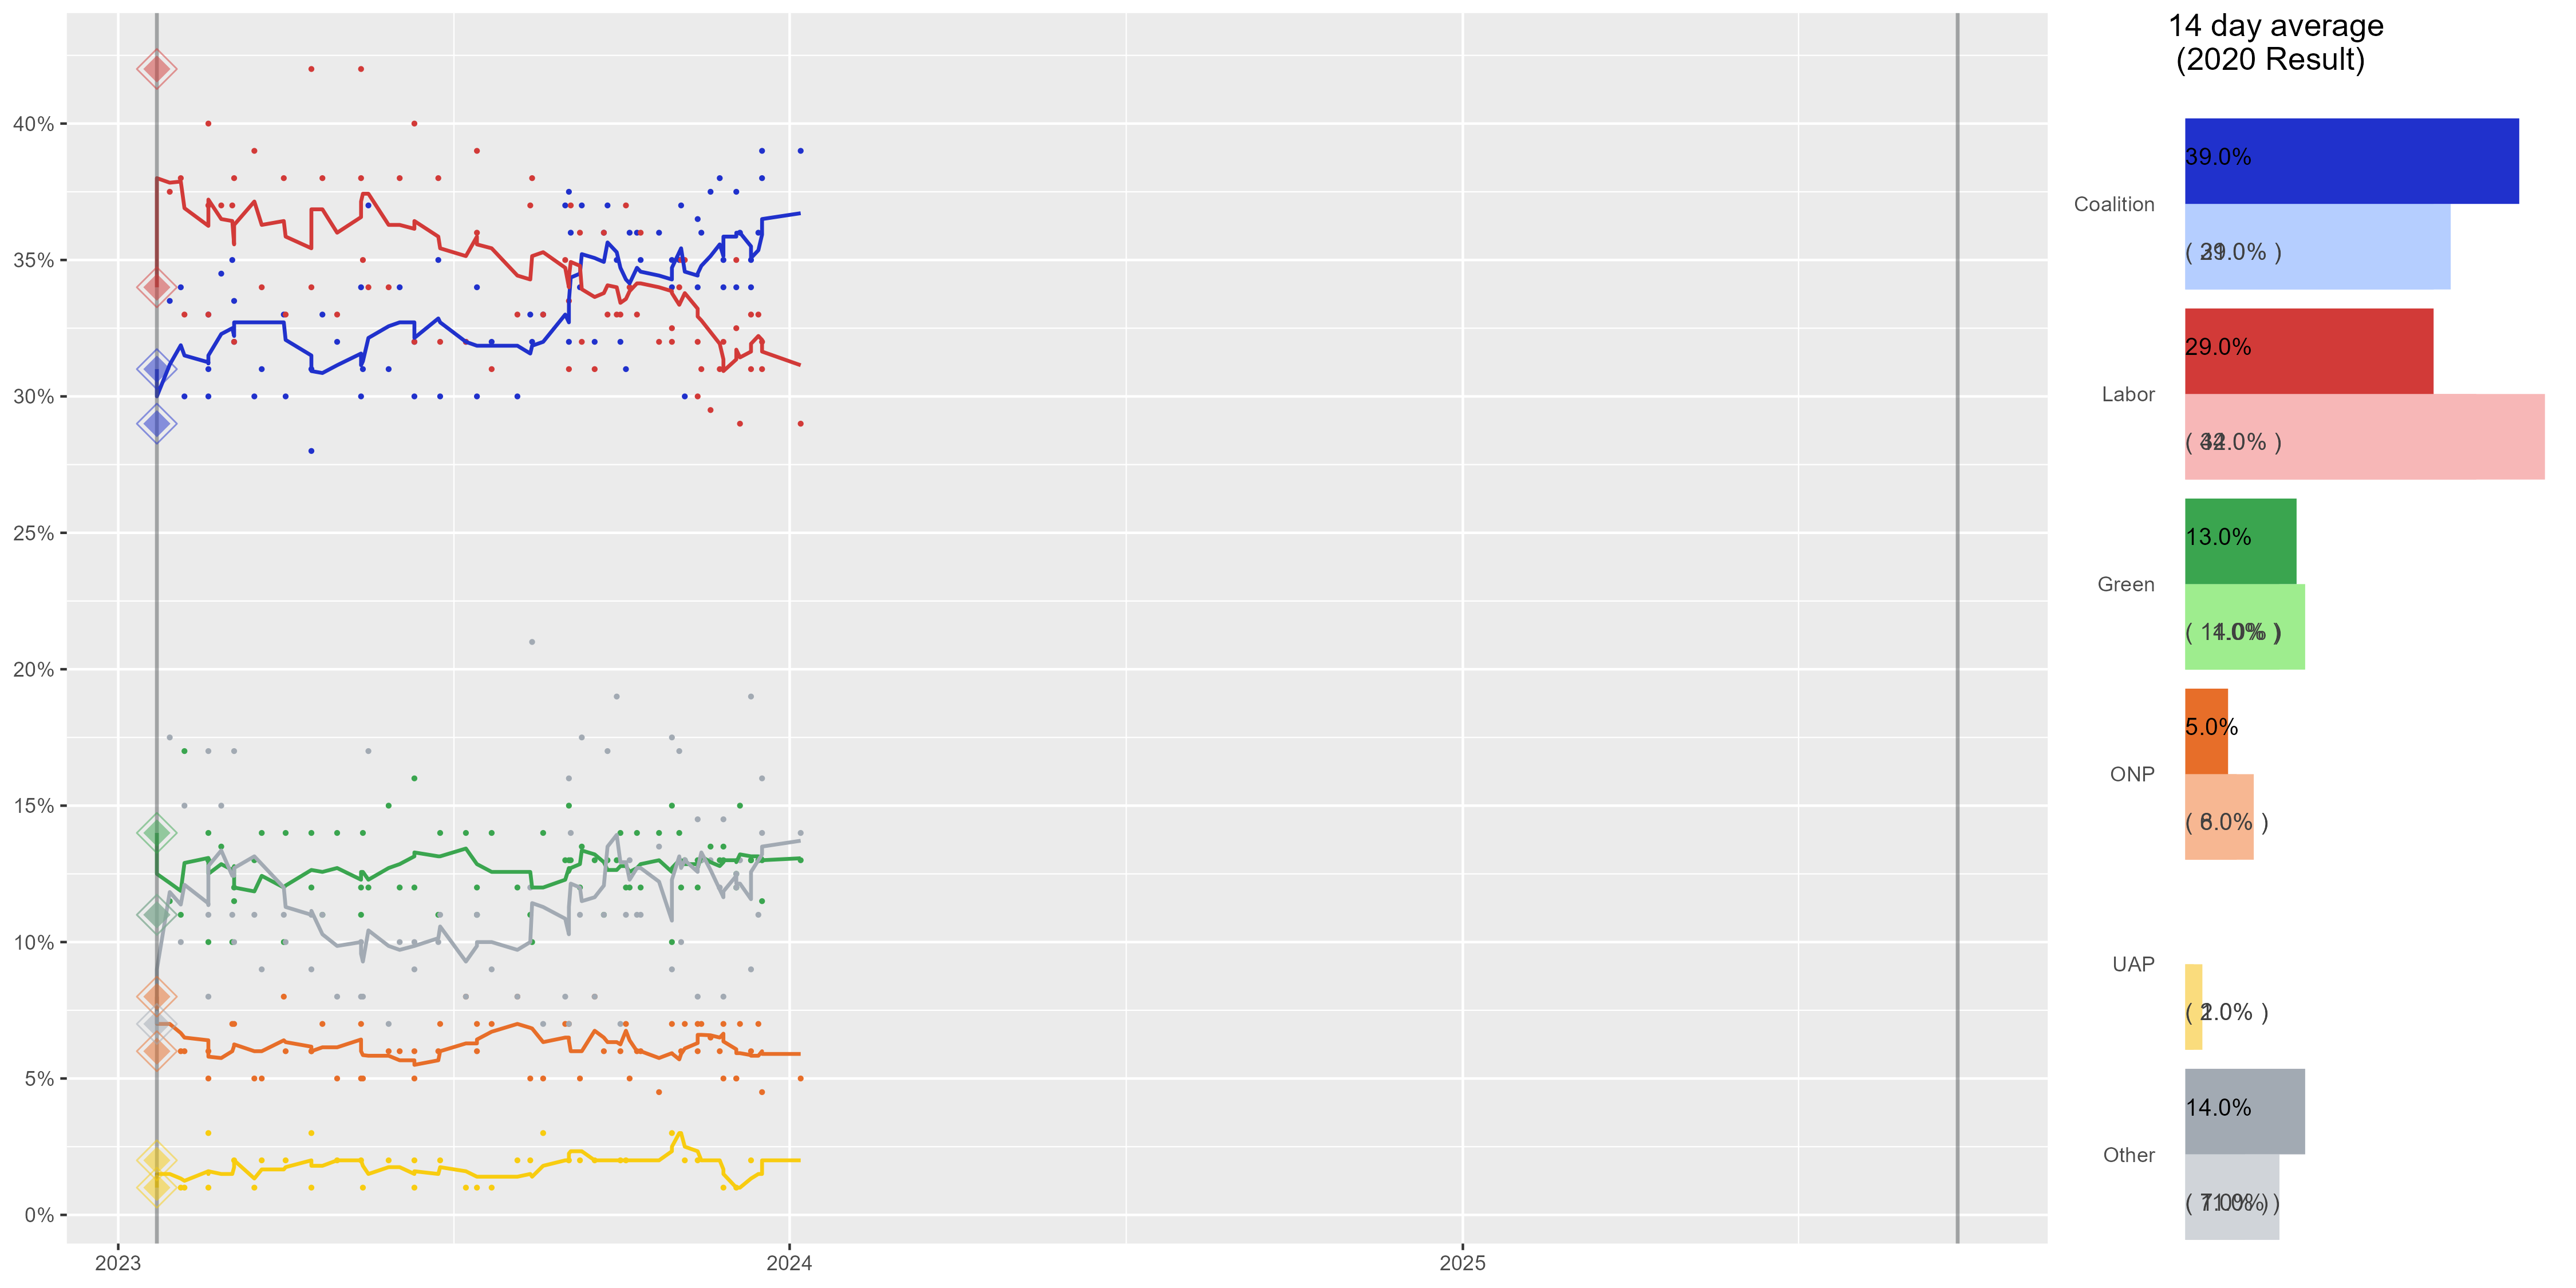 14 day average
(2020 Result)
40%
35%
30%
25%
20%
15%
10%
5%
0%
2023
2024
2025
Coalition
39.0%
Labor
29.0%
Green
13.0%
ONP
5.0%
UAP
Other
14.0%